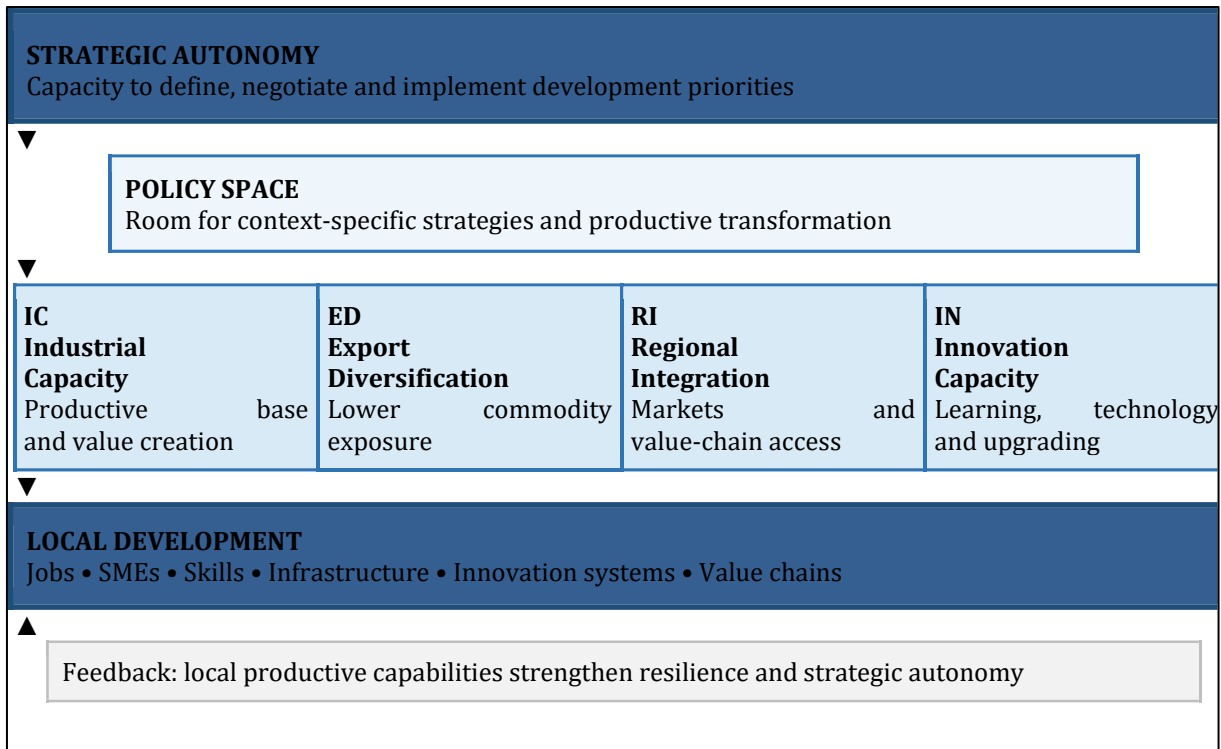 STRATEGIC AUTONOMY
Capacity to define, negotiate and implement development priorities
▼
POLICY SPACE
Room for context-specific strategies and productive transformation
▼
IC
Industrial
Capacity
Productive base
and value creation
ED
Export
Diversification
Lower commodity
exposure
RI
Regional
Integration
Markets and
value-chain access
IN
Innovation
Capacity
Learning, technology
and upgrading
▼
LOCAL DEVELOPMENT
Jobs • SMEs • Skills • Infrastructure • Innovation systems • Value chains
▲
Feedback: local productive capabilities strengthen resilience and strategic autonomy